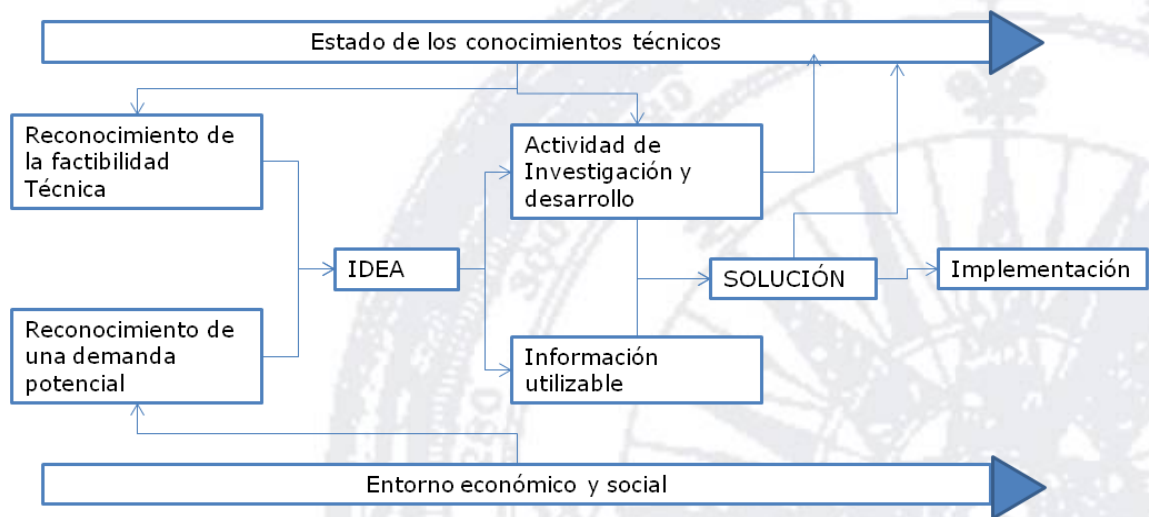 Estado de los conocimientos técnicos
Reconocimiento de
la factibilidad
Técnica
Actividad de
Investigación y
desarrollo
IDEA
SOLUCIÓN
Implementación
Reconocimiento de
una demanda
potencial
Información
utilizable
Entorno económico y social